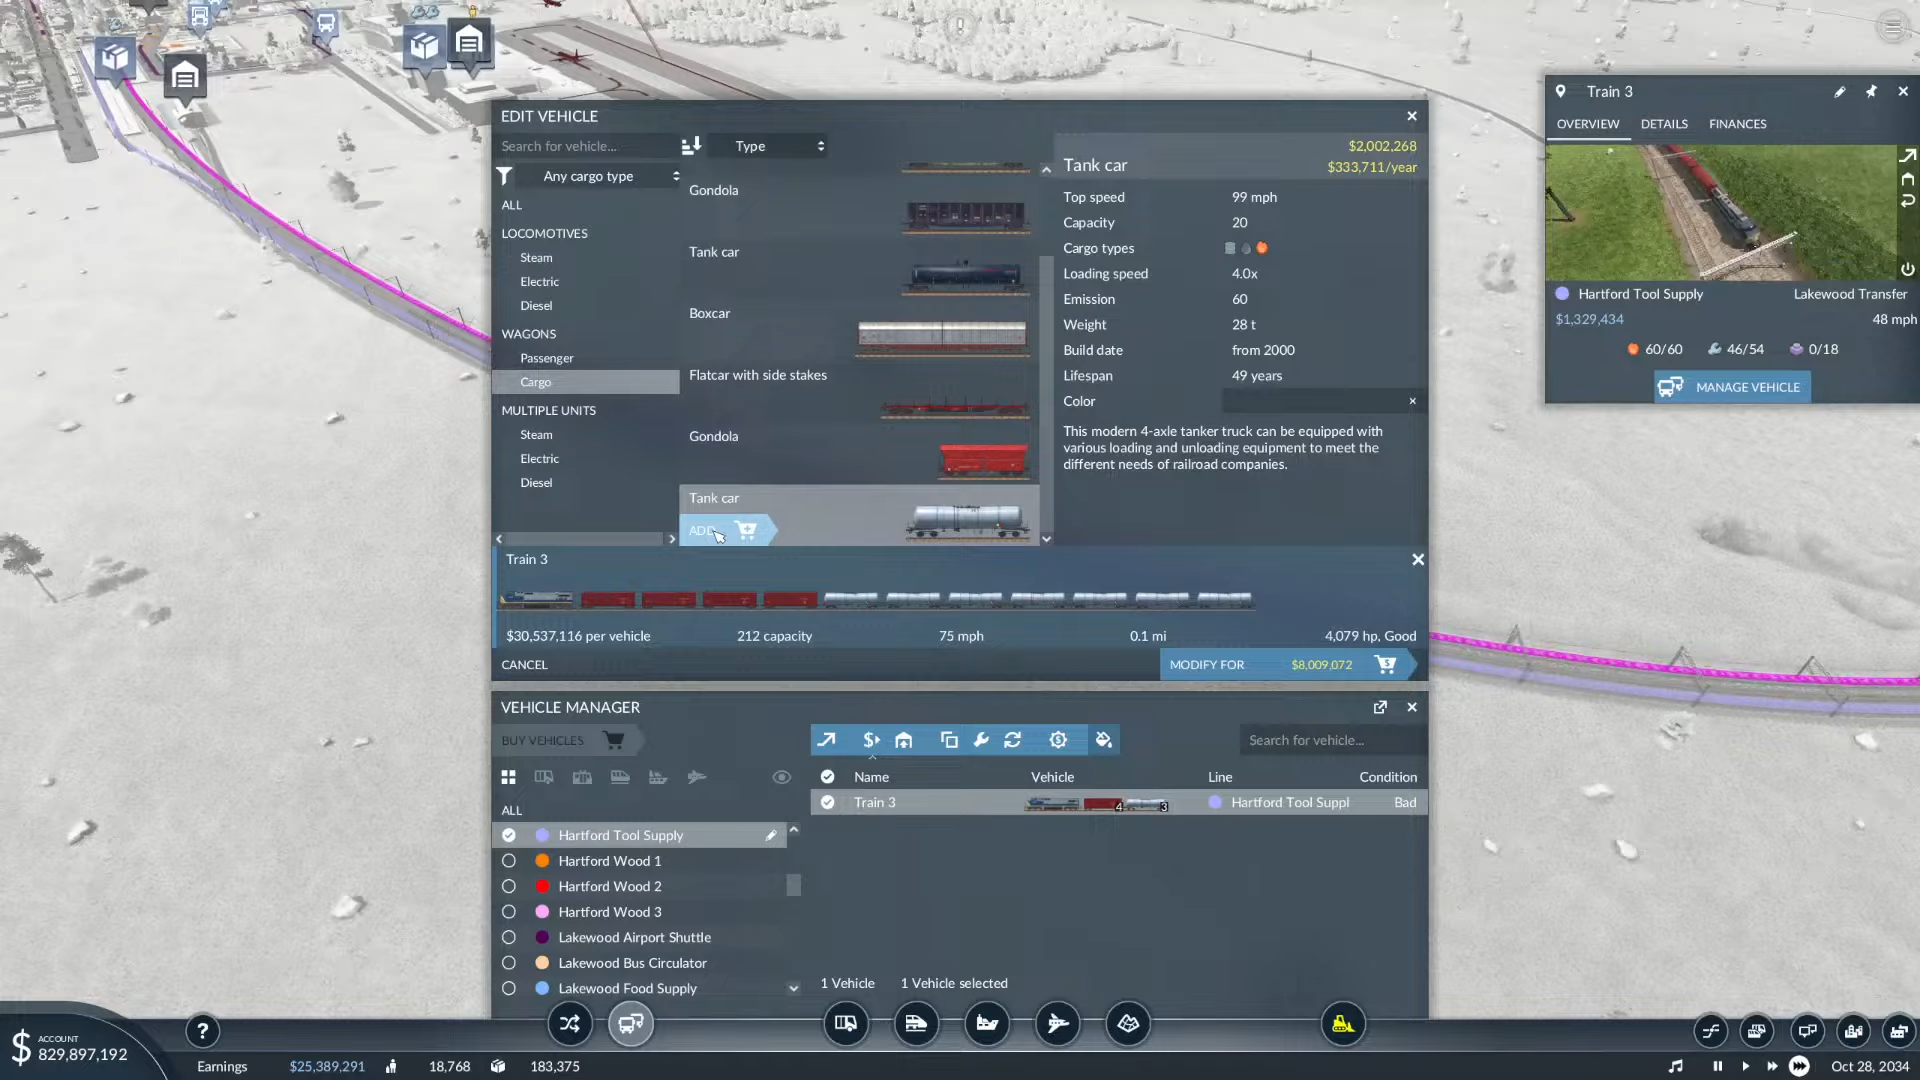 EDIT VEHICLE
Search for vehicle...
Type
Any cargo type
ALL
LOCOMOTIVES
Steam
Electric
Diesel
WAGONS
Passenger
Cargo
MULTIPLE UNITS
Steam
Electric
Diesel
Gondola
Tank car
Boxcar
Flatcar with side stakes
Gondola
Tank car
ADD
Tank car
$2,002,268
$333,711/year
Top speed 99 mph
Capacity 20
Cargo types
Loading speed 4.0x
Emission 60
Weight 28 t
Build date from 2000
Lifespan 49 years
Color
This modern 4-axle tanker truck can be equipped with
various loading and unloading equipment to meet the
different needs of railroad companies.
Train 3
$30,537,116 per vehicle 212 capacity 75 mph 0.1 mi 4,079 hp, Good
CANCEL
MODIFY FOR $8,009,072
VEHICLE MANAGER
BUY VEHICLES
Search for vehicle...
Name Vehicle Line Condition
Train 3 4 3 Hartford Tool Suppl Bad
ALL
Hartford Tool Supply
Hartford Wood 1
Hartford Wood 2
Hartford Wood 3
Lakewood Airport Shuttle
Lakewood Bus Circulator
Lakewood Food Supply
1 Vehicle 1 Vehicle selected
Train 3
OVERVIEW DETAILS FINANCES
Hartford Tool Supply Lakewood Transfer
$1,329,434 48 mph
60/60 46/54 0/18
MANAGE VEHICLE
$ ACCOUNT
829,897,192
?
Earnings $25,389,291 18,768 183,375
Oct 28, 2034